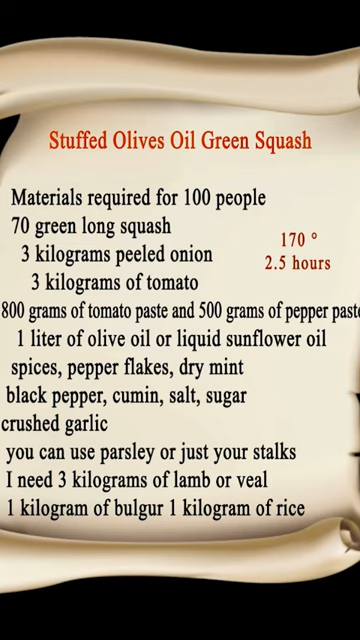 Stuffed Olives Oil Green Squash
Materials required for 100 people
70 green long squash
3 kilograms peeled onion
170 °
2.5 hours
3 kilograms of tomato
800 grams of tomato paste and 500 grams of pepper paste
1 liter of olive oil or liquid sunflower oil
spices, pepper flakes, dry mint
black pepper, cumin, salt, sugar
crushed garlic
you can use parsley or just your stalks
I need 3 kilograms of lamb or veal
1 kilogram of bulgur 1 kilogram of rice